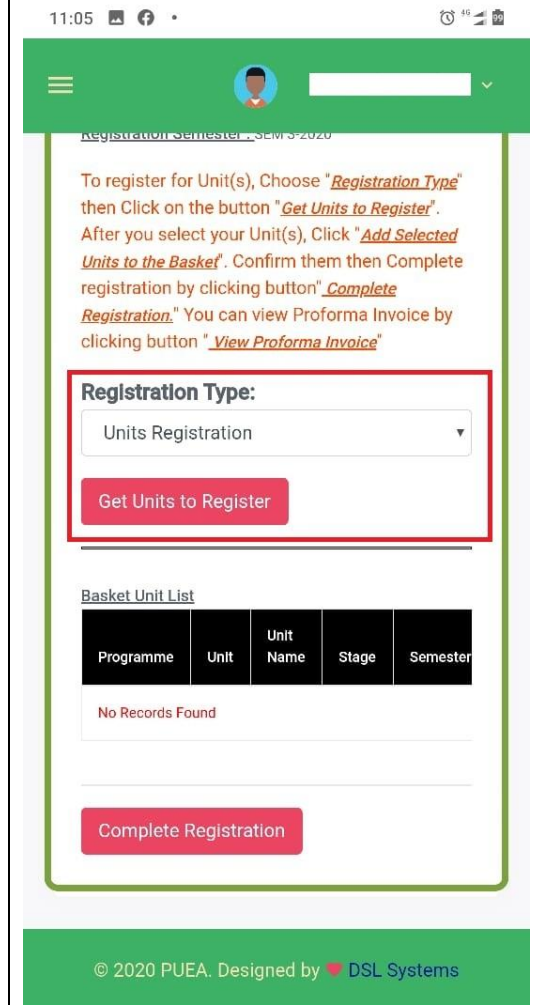 11:05
4G 99
Registration Semester : SEM 3-2020
To register for Unit(s), Choose "Registration Type"
then Click on the button "Get Units to Register".
After you select your Unit(s), Click "Add Selected
Units to the Basket". Confirm them then Complete
registration by clicking button" Complete
Registration." You can view Proforma Invoice by
clicking button " View Proforma Invoice"
Registration Type:
Units Registration
Get Units to Register
Basket Unit List
Programme Unit Unit Name Stage Semester
No Records Found
Complete Registration
© 2020 PUEA. Designed by ❤ DSL Systems